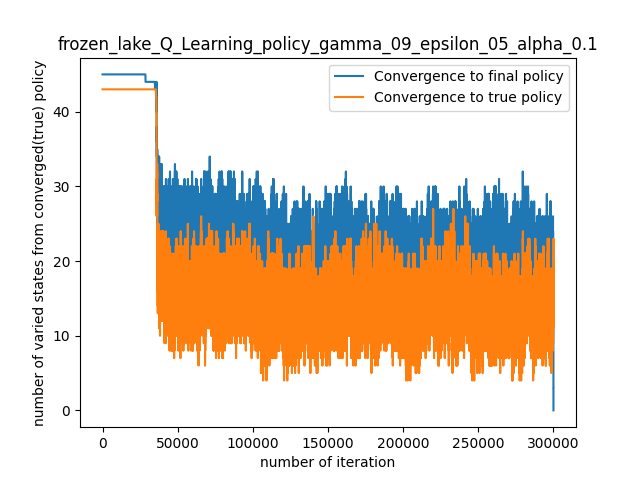 frozen_lake_Q_Learning_policy_gamma_09_epsilon_05_alpha_0.1
Convergence to final policy
Convergence to true policy
number of varied states from converged(true) policy
40
30
20
10
0
0 50000 100000 150000 200000 250000 300000
number of iteration